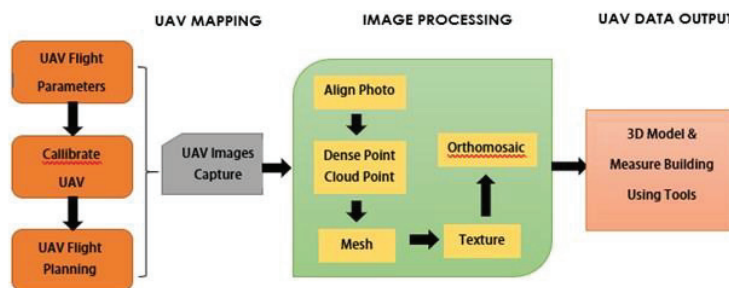 UAV MAPPING
IMAGE PROCESSING
UAV DATA OUTPUT
UAV Flight
Parameters
Callibrate
UAV
UAV Flight
Planning
UAV Images
Capture
Align Photo
Dense Point
Cloud Point
Mesh
Texture
Orthomosaic
3D Model &
Measure Building
Using Tools